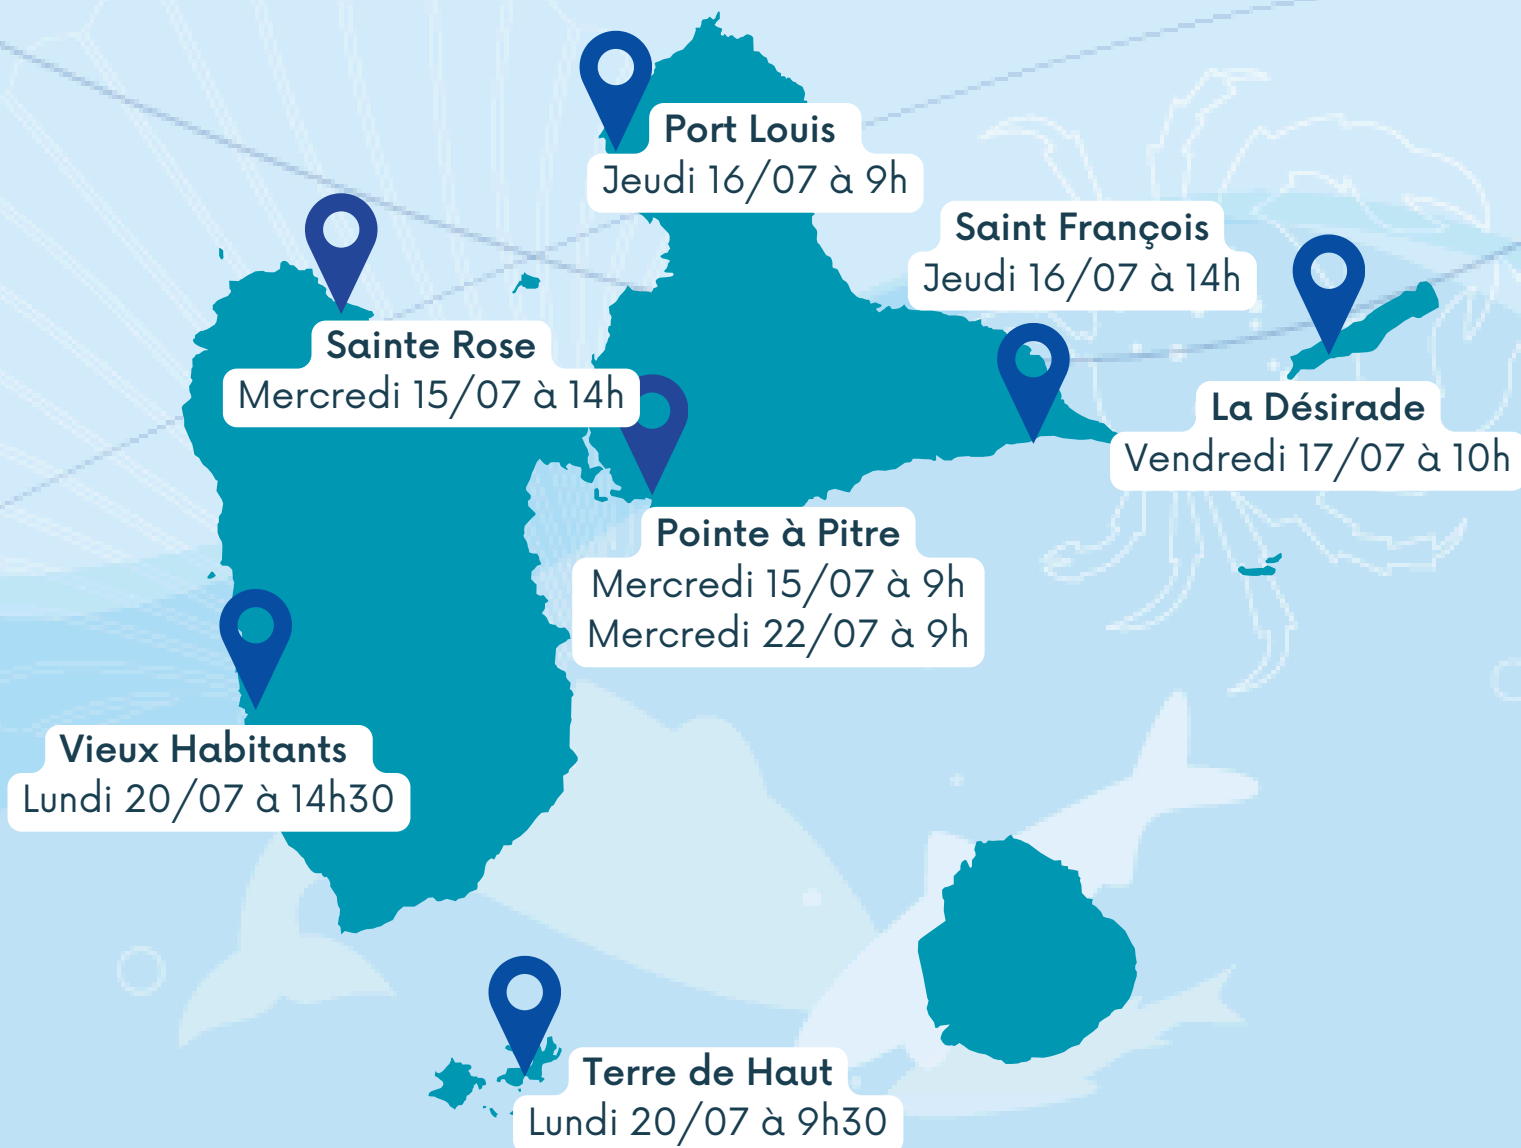 Port Louis
Jeudi 16/07 à 9h
Saint François
Jeudi 16/07 à 14h
Sainte Rose
Mercredi 15/07 à 14h
La Désirade
Vendredi 17/07 à 10h
Pointe à Pitre
Mercredi 15/07 à 9h
Mercredi 22/07 à 9h
Vieux Habitants
Lundi 20/07 à 14h30
Terre de Haut
Lundi 20/07 à 9h30